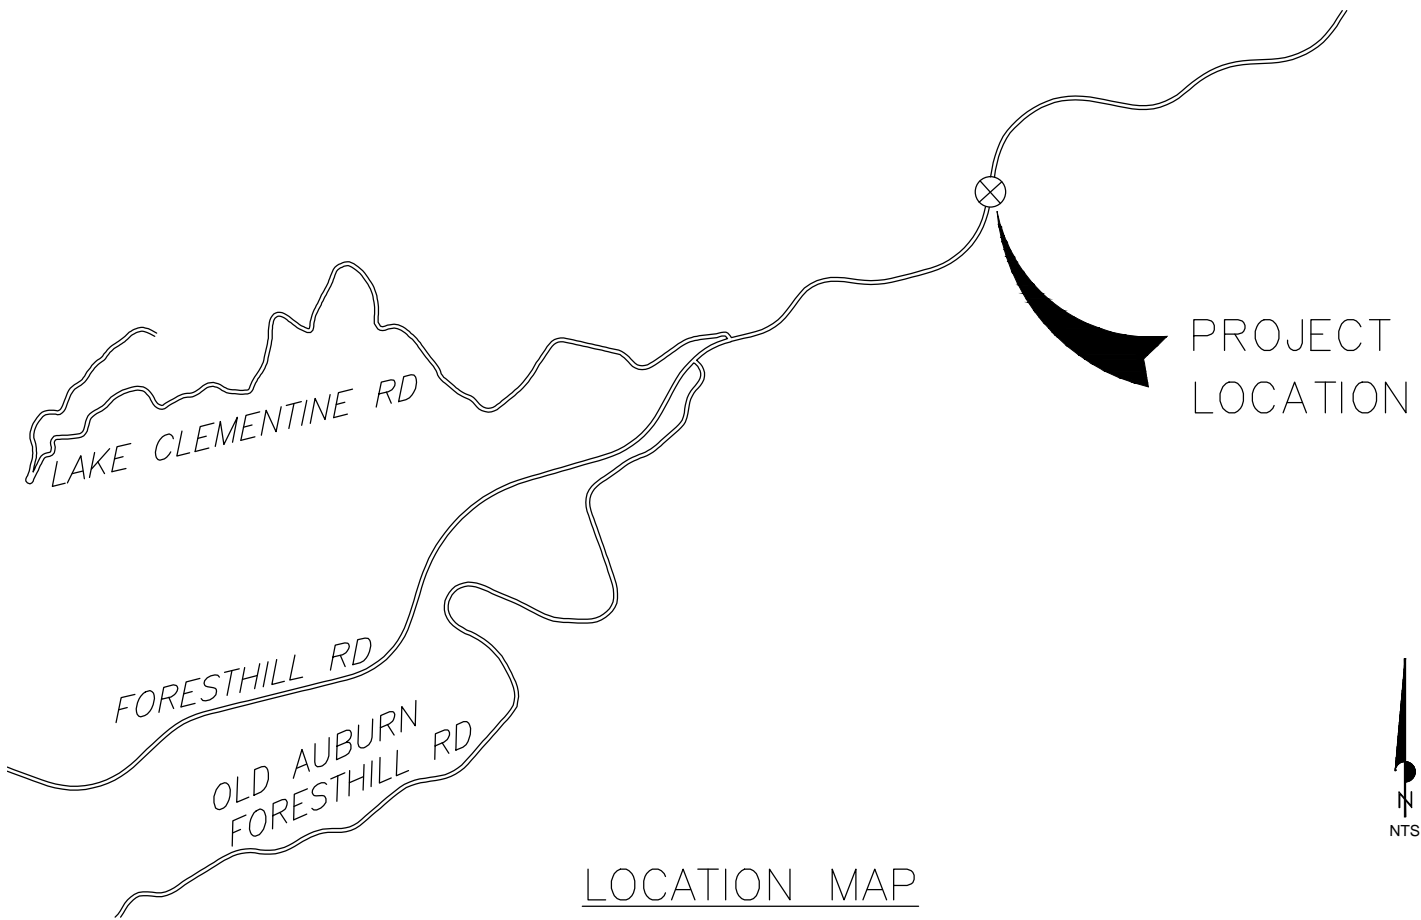 PROJECT
LOCATION
LAKE CLEMENTINE RD
FORESTHILL RD
OLD AUBURN
FORESTHILL RD
N
NTS
LOCATION MAP